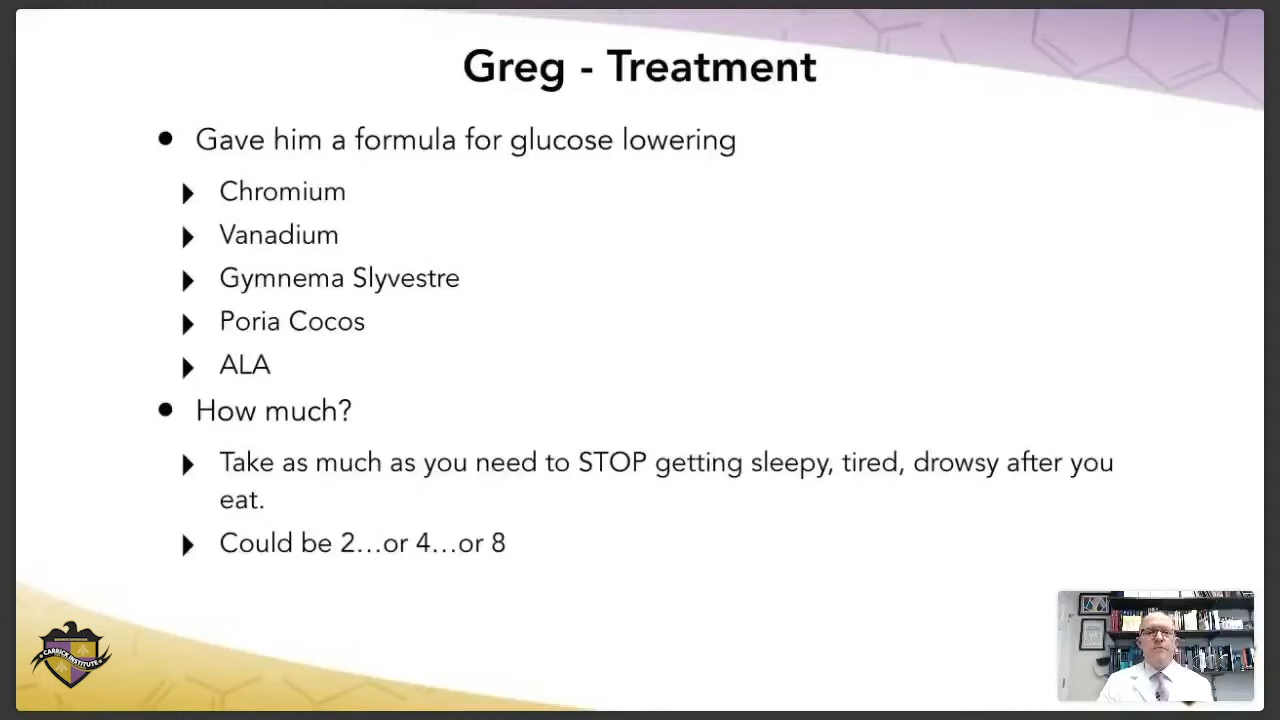 Greg - Treatment
Gave him a formula for glucose lowering
Chromium
Vanadium
Gymnema Slyvestre
Poria Cocos
ALA
How much?
Take as much as you need to STOP getting sleepy, tired, drowsy after you
eat.
Could be 2...or 4...or 8
CARRICK INSTITUTE